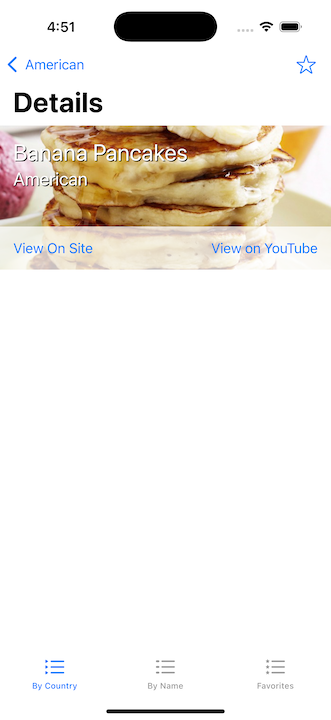 4:51
American
Details
Banana Pancakes
American
View On Site
View on YouTube
By Country
By Name
Favorites